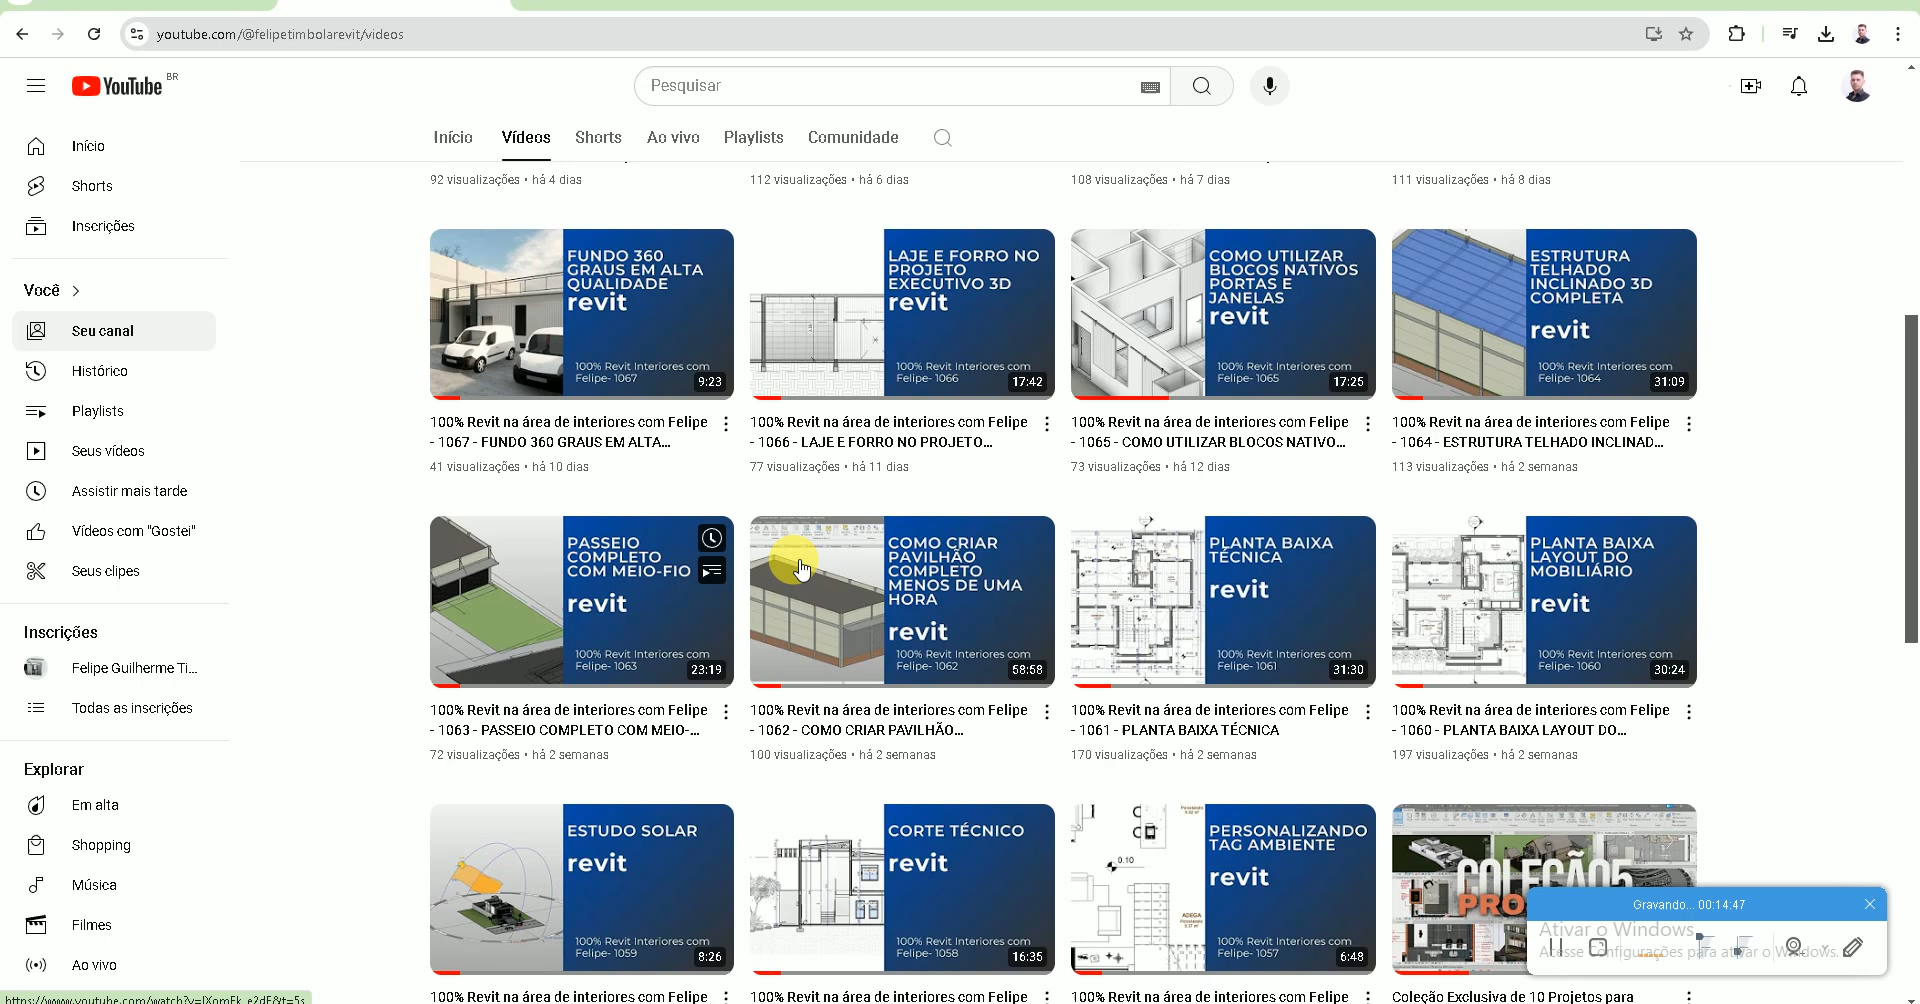 youtube.com/@felipetimbolarevit/videos
YouTube BR
Pesquisar
Início
Vídeos
Shorts
Ao vivo
Playlists
Comunidade
Início
Shorts
Inscrições
Você
Seu canal
Histórico
Playlists
Seus vídeos
Assistir mais tarde
Vídeos com "Gostei"
Seus clipes
Inscrições
Felipe Guilherme Ti...
Todas as inscrições
Explorar
Em alta
Shopping
Música
Filmes
Ao vivo
92 visualizações • há 4 dias
112 visualizações • há 6 dias
108 visualizações • há 7 dias
111 visualizações • há 8 dias
FUNDO 360
GRAUS EM ALTA
QUALIDADE
revit
100% Revit Interiores com
Felipe- 1067
9:23
100% Revit na área de interiores com Felipe
- 1067 - FUNDO 360 GRAUS EM ALTA...
41 visualizações • há 10 dias
LAJE E FORRO NO
PROJETO
EXECUTIVO 3D
revit
100% Revit Interiores com
Felipe- 1066
17:42
100% Revit na área de interiores com Felipe
- 1066 - LAJE E FORRO NO PROJETO...
77 visualizações • há 11 dias
COMO UTILIZAR
BLOCOS NATIVOS
PORTAS E
JANELAS
revit
100% Revit Interiores com
Felipe- 1065
17:25
100% Revit na área de interiores com Felipe
- 1065 - COMO UTILIZAR BLOCOS NATIVO...
73 visualizações • há 12 dias
ESTRUTURA
TELHADO
INCLINADO 3D
COMPLETA
revit
100% Revit Interiores com
Felipe- 1064
31:09
100% Revit na área de interiores com Felipe
- 1064 - ESTRUTURA TELHADO INCLINAD...
113 visualizações • há 2 semanas
PASSEIO
COMPLETO
COM MEIO-FIO
revit
100% Revit Interiores com
Felipe- 1063
23:19
100% Revit na área de interiores com Felipe
- 1063 - PASSEIO COMPLETO COM MEIO-...
72 visualizações • há 2 semanas
COMO CRIAR
PAVILHÃO
COMPLETO
MENOS DE UMA
HORA
revit
100% Revit Interiores com
Felipe- 1062
58:58
100% Revit na área de interiores com Felipe
- 1062 - COMO CRIAR PAVILHÃO...
100 visualizações • há 2 semanas
PLANTA BAIXA
TÉCNICA
revit
100% Revit Interiores com
Felipe- 1061
31:30
100% Revit na área de interiores com Felipe
- 1061 - PLANTA BAIXA TÉCNICA
170 visualizações • há 2 semanas
PLANTA BAIXA
LAYOUT DO
MOBILIÁRIO
revit
100% Revit Interiores com
Felipe- 1060
30:24
100% Revit na área de interiores com Felipe
- 1060 - PLANTA BAIXA LAYOUT DO...
197 visualizações • há 2 semanas
ESTUDO SOLAR
revit
100% Revit Interiores com
Felipe- 1059
8:26
100% Revit na área de interiores com Felipe
CORTE TÉCNICO
revit
100% Revit Interiores com
Felipe- 1058
16:35
100% Revit na área de interiores com Felipe
0.10
ADEGA
PERSONALIZANDO
TAG AMBIENTE
revit
100% Revit Interiores com
Felipe- 1057
6:48
100% Revit na área de interiores com Felipe
COLEÇÃO5
PROS
Coleção Exclusiva de 10 Projetos para
Gravando... 00:14:47
Ativar o Windows
Acesse Configurações para ativar o Windows.